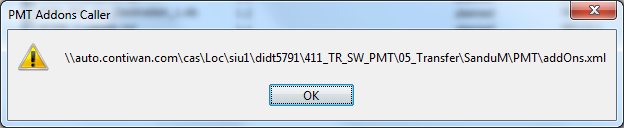 PMT Addons Caller
\\auto.contiwan.com\cas\Loc\siu1\didt5791\411_TR_SW_PMT\05_Transfer\SanduM\PMT\addOns.xml
OK